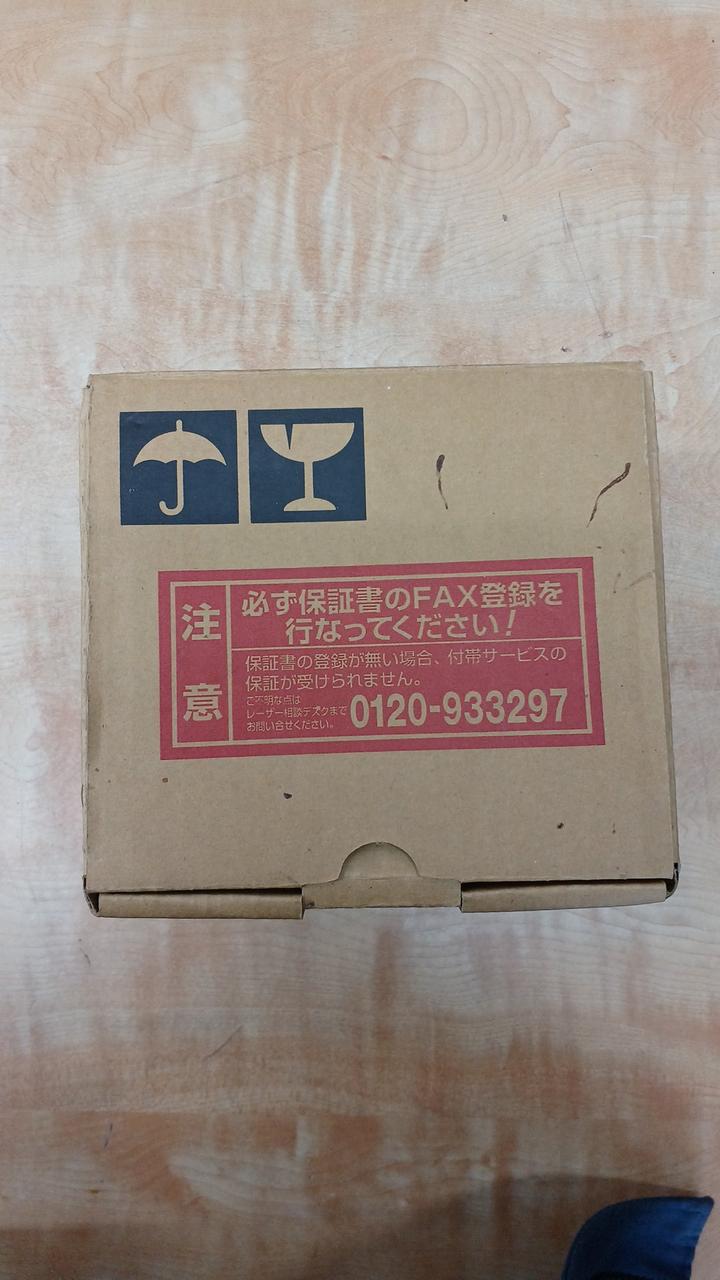 注意
必ず保証書のFAX登録を
行なってください!
保証書の登録が無い場合、付帯サービスの
保証が受けられません。
ご不明な点は
レーザー相談デスクまで
お問い合せください。
0120-933297